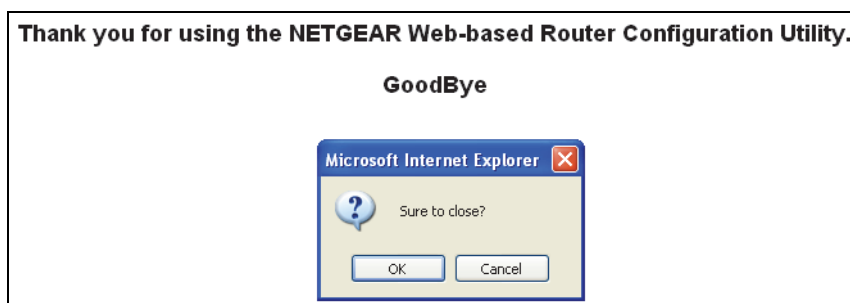 Thank you for using the NETGEAR Web-based Router Configuration Utility.
GoodBye
Microsoft Internet Explorer
Sure to close?
OK Cancel